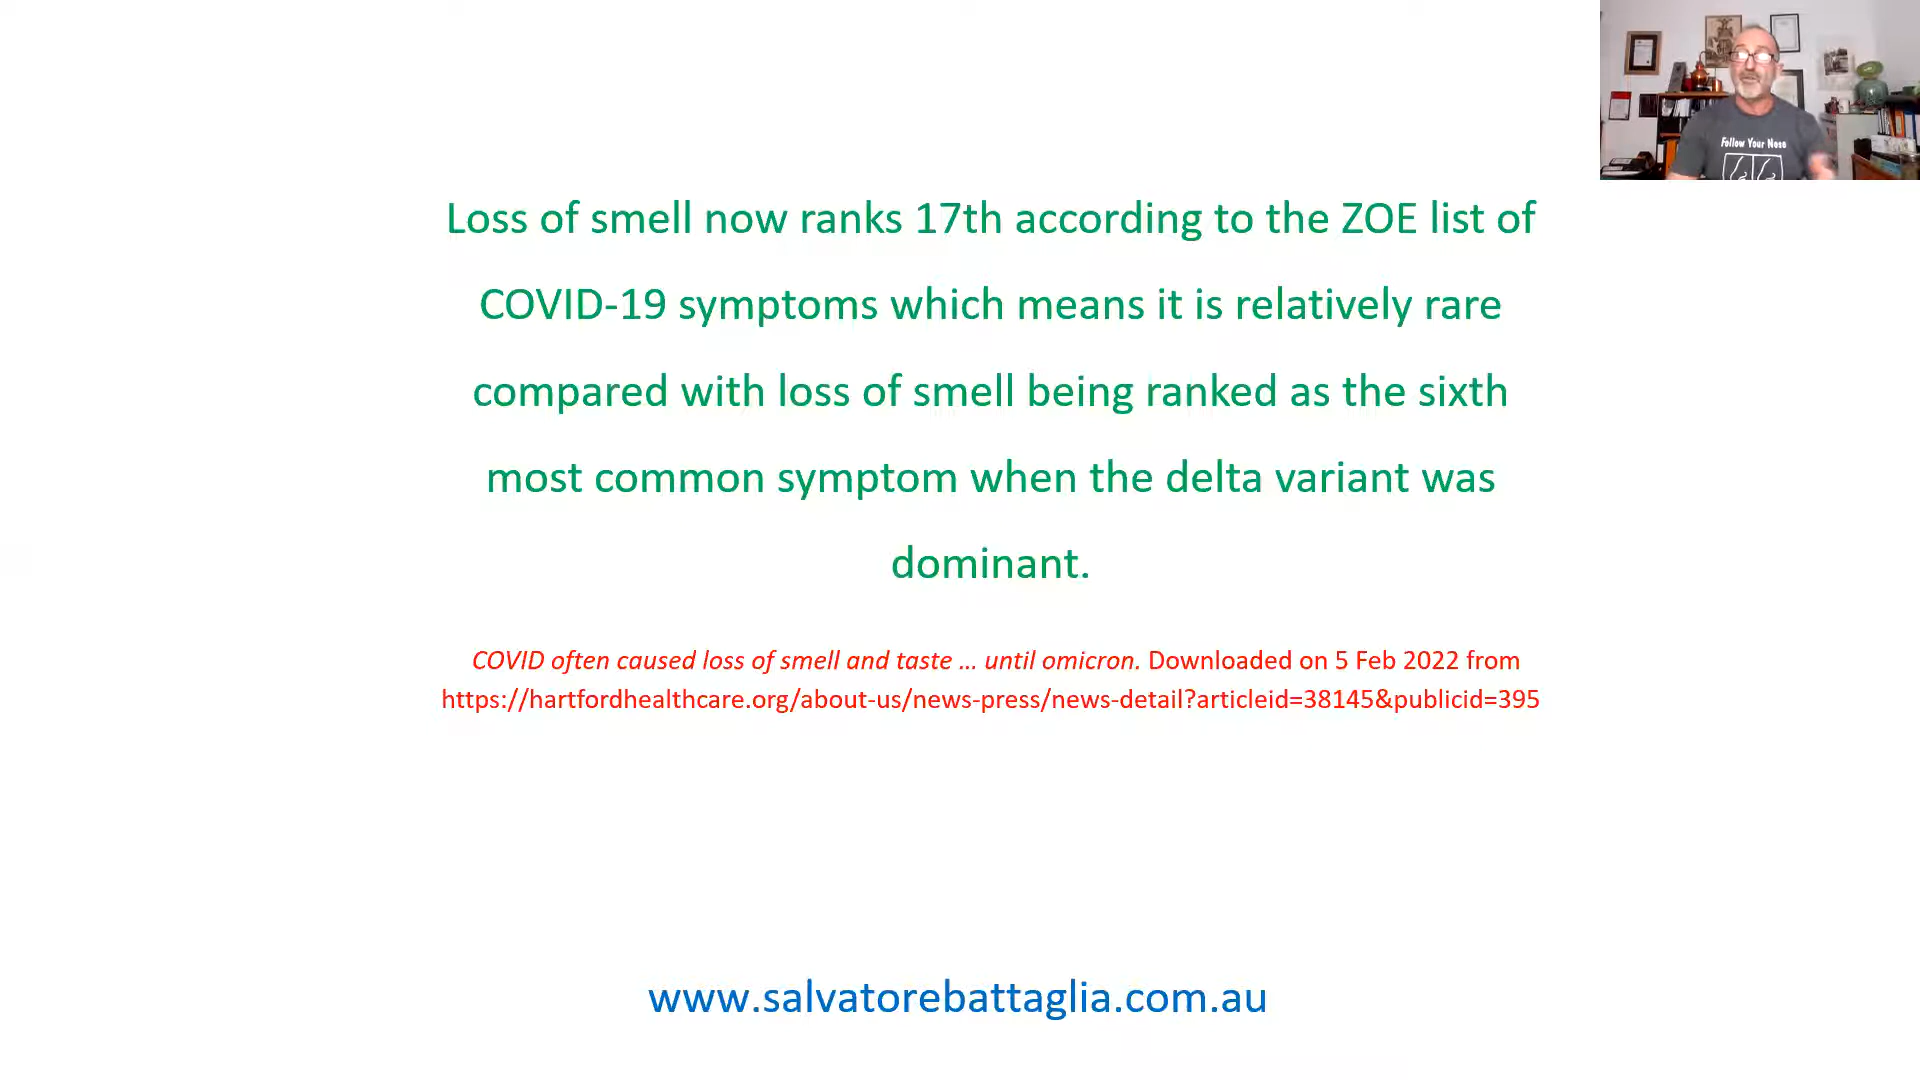 Follow Your Nose
Loss of smell now ranks 17th according to the ZOE list of
COVID-19 symptoms which means it is relatively rare
compared with loss of smell being ranked as the sixth
most common symptom when the delta variant was
dominant.
COVID often caused loss of smell and taste ... until omicron. Downloaded on 5 Feb 2022 from
https://hartfordhealthcare.org/about-us/news-press/news-detail?articleid=38145&publicid=395
www.salvatorebattaglia.com.au